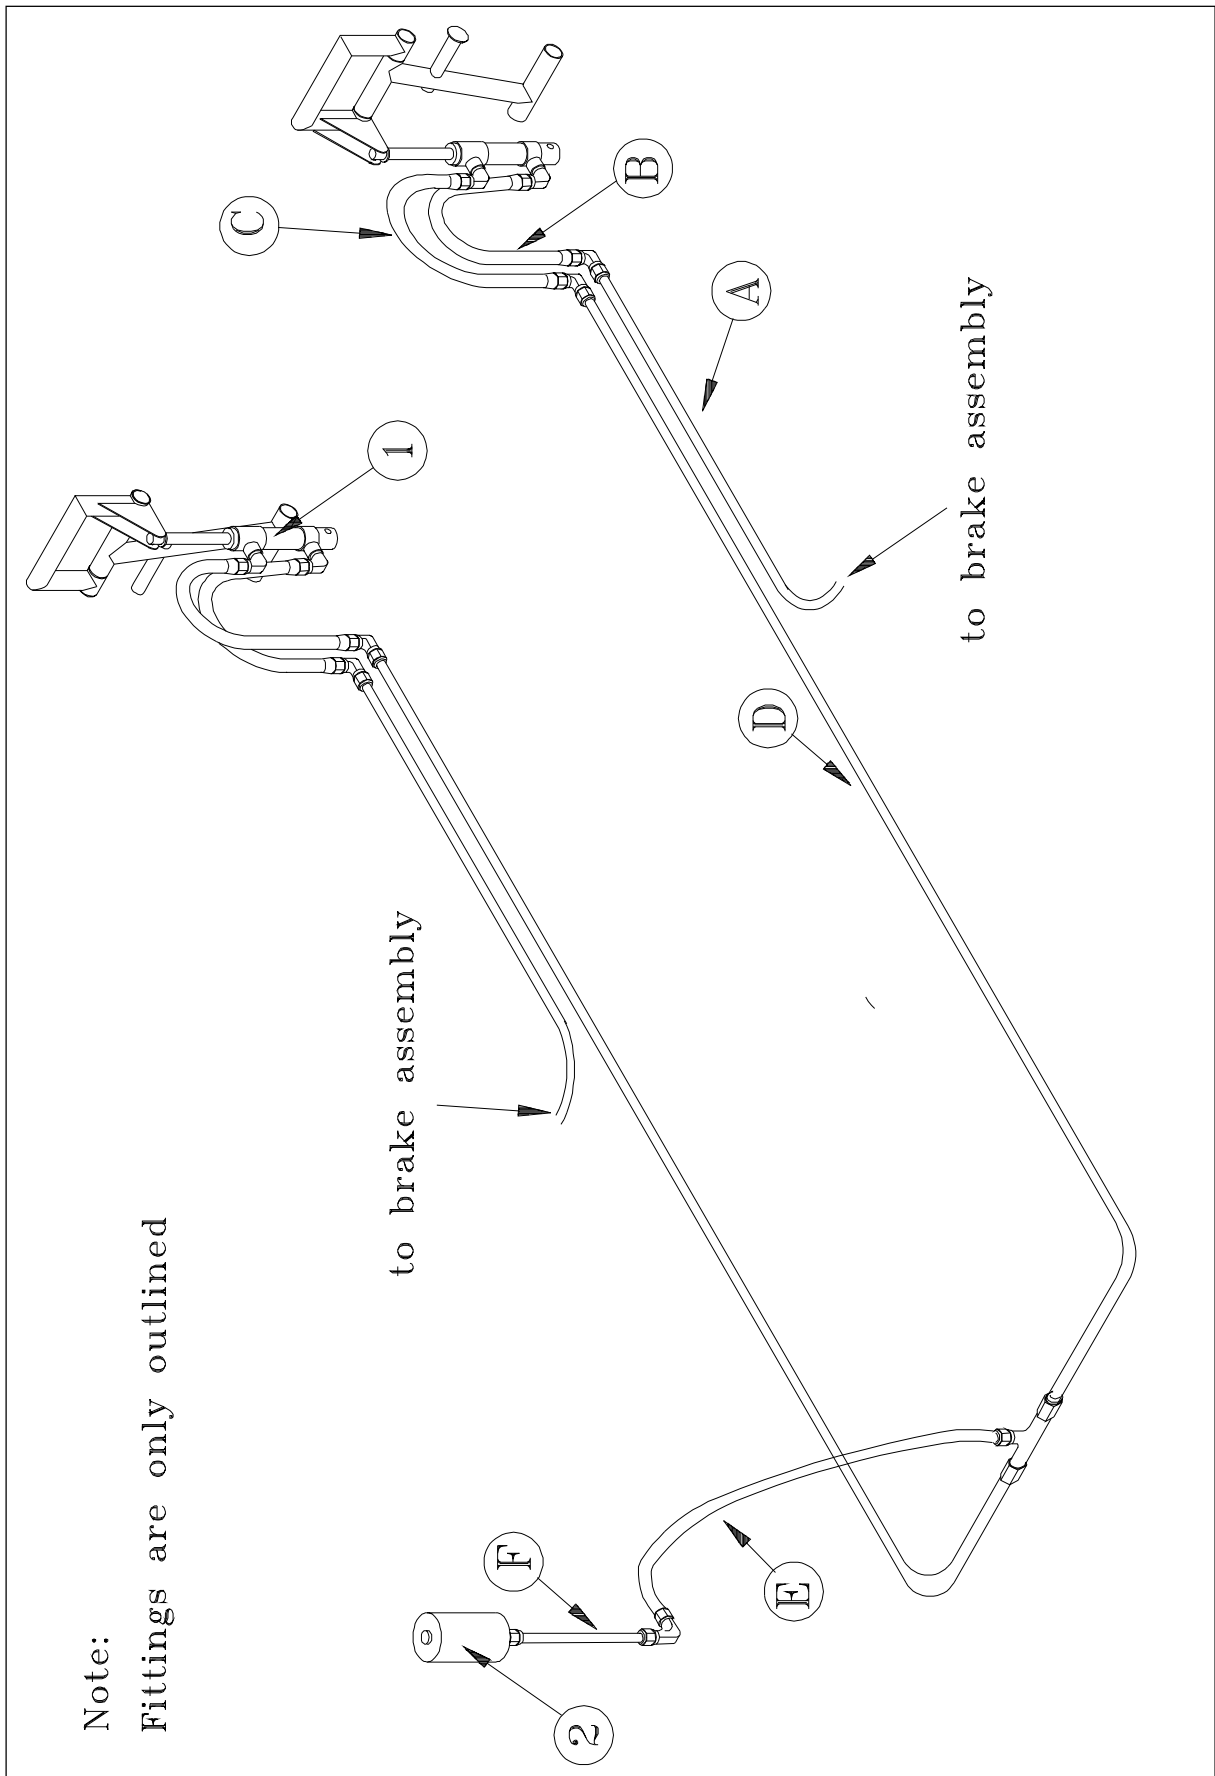 Note:
Fittings are only outlined
to brake assembly
to brake assembly
1
2
A
B
C
D
E
F